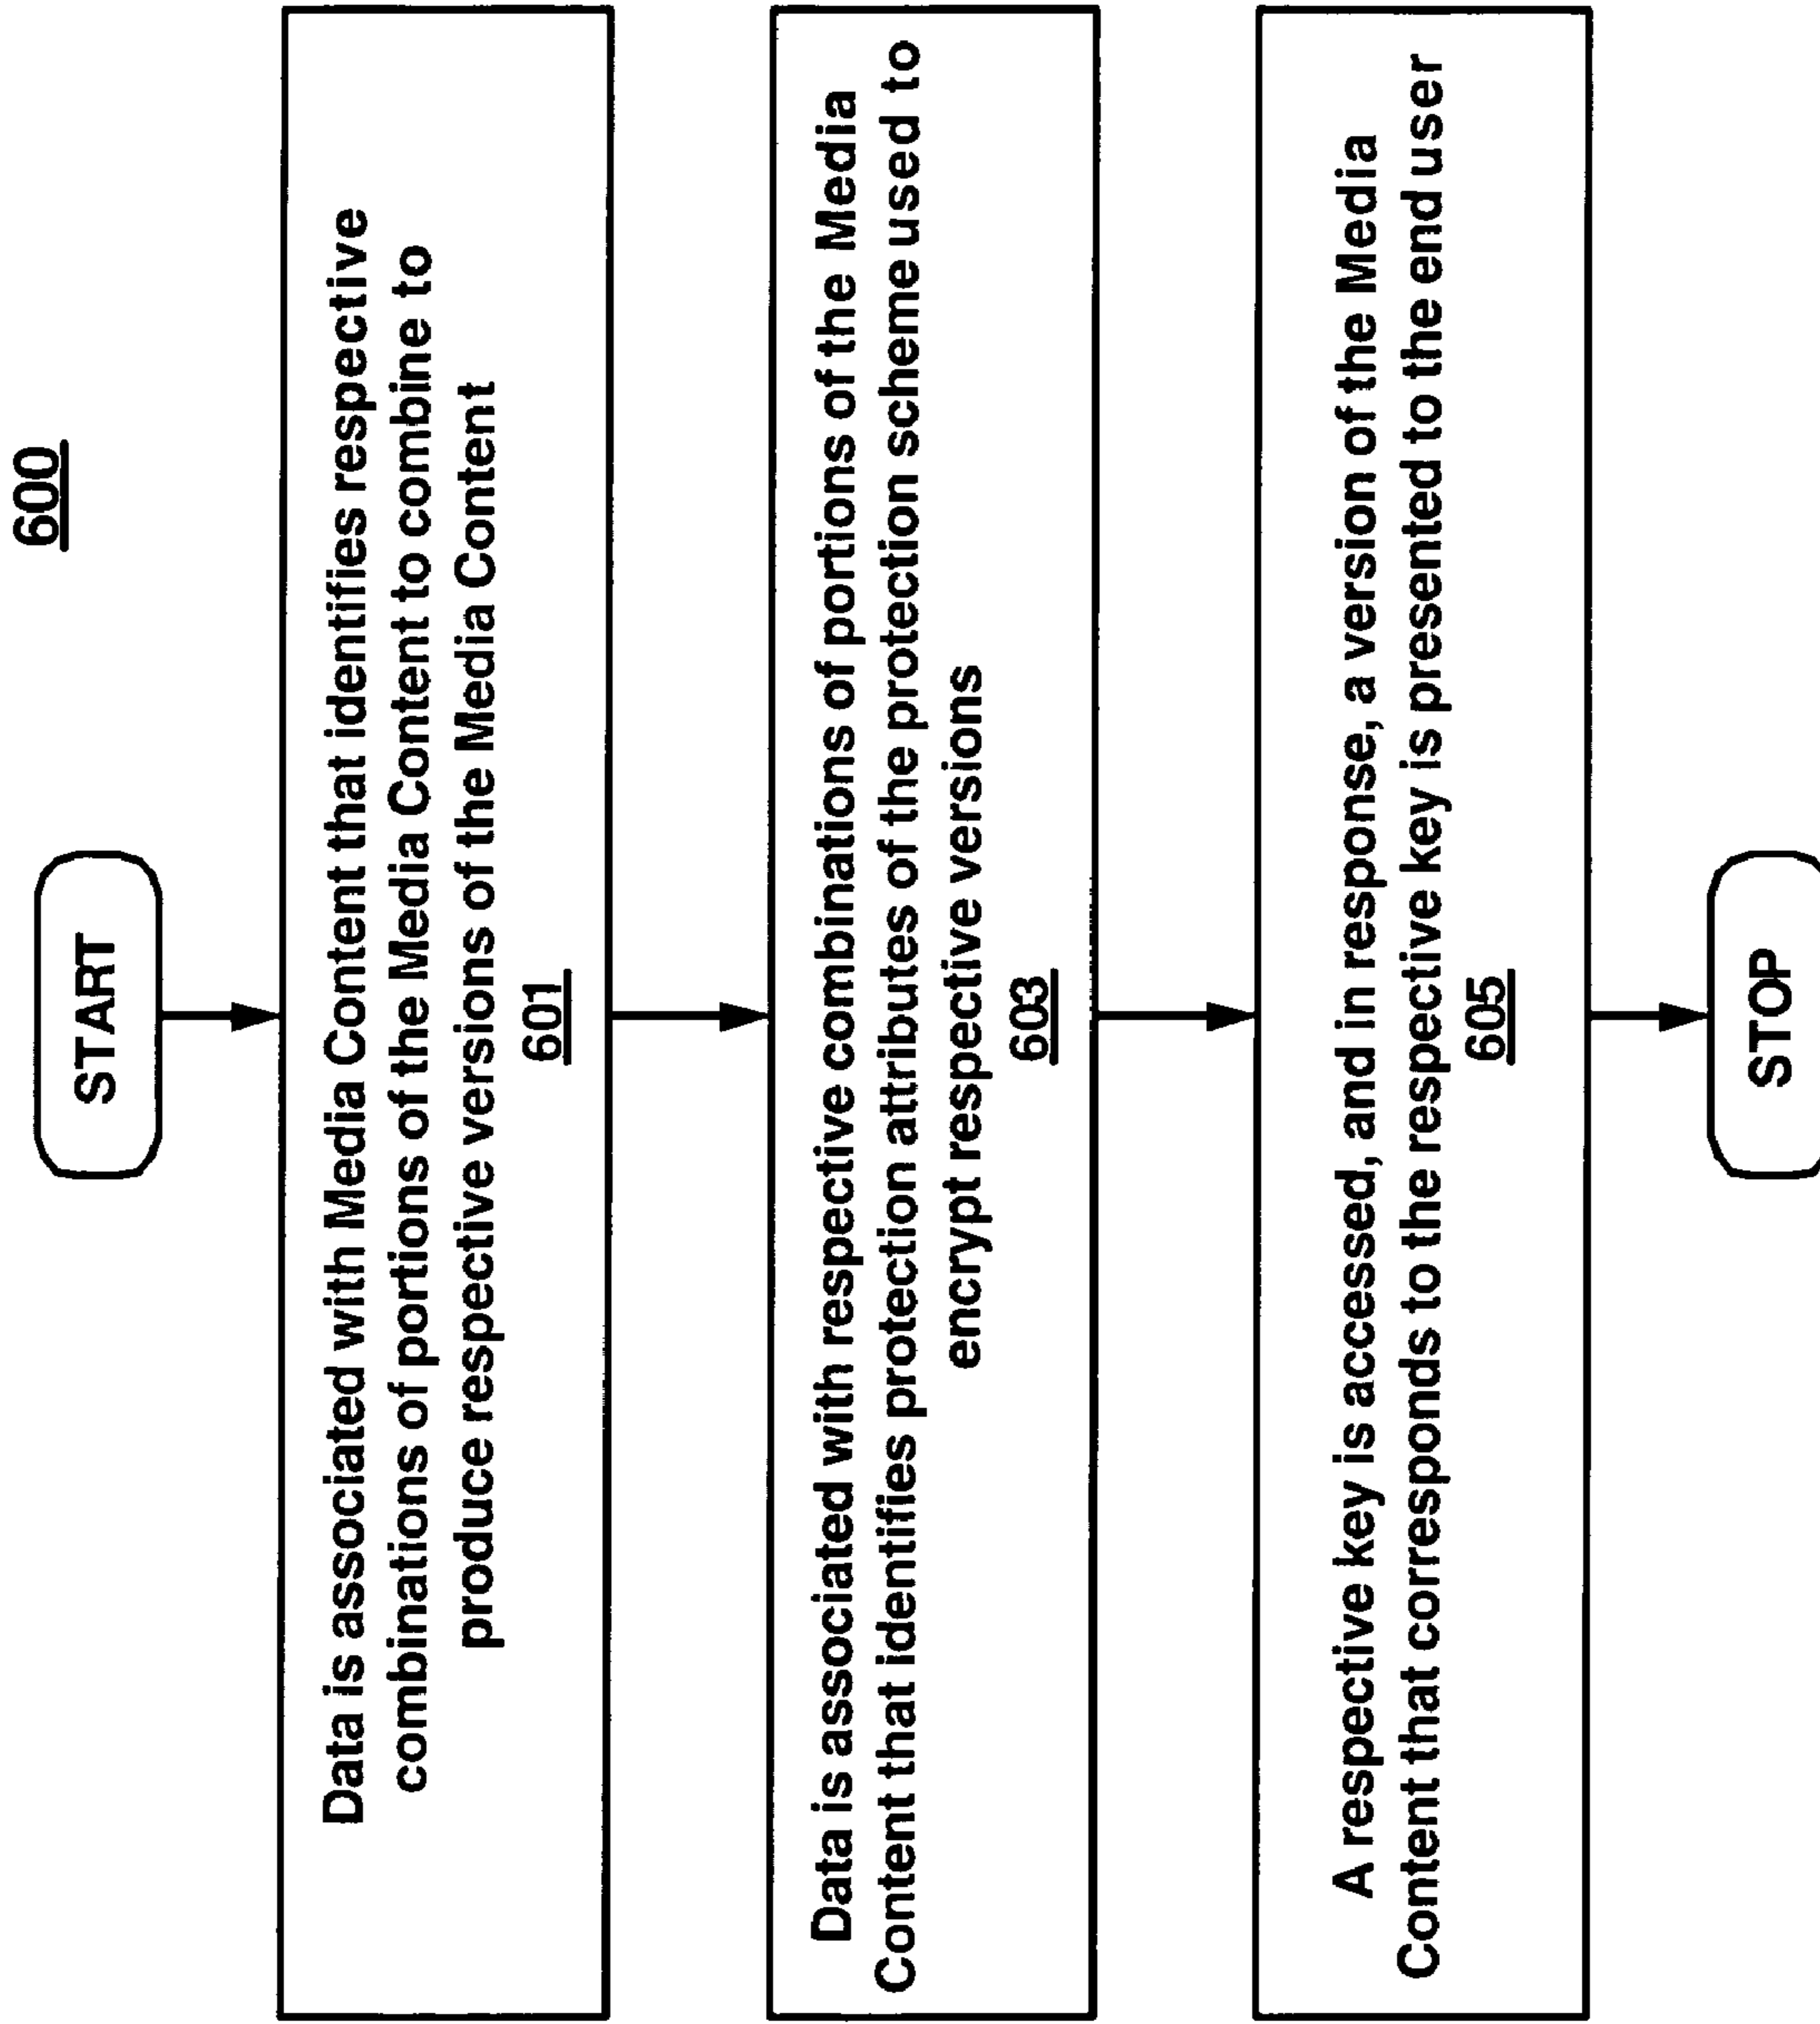 600
START
Data is associated with Media Content that identifies respective
combinations of portions of the Media Content to combine to
produce respective versions of the Media Content
601
Data is associated with respective combinations of portions of the Media
Content that identifies protection attributes of the protection scheme used to
encrypt respective versions
603
A respective key is accessed, and in response, a version of the Media
Content that corresponds to the respective key is presented to the end user
605
STOP